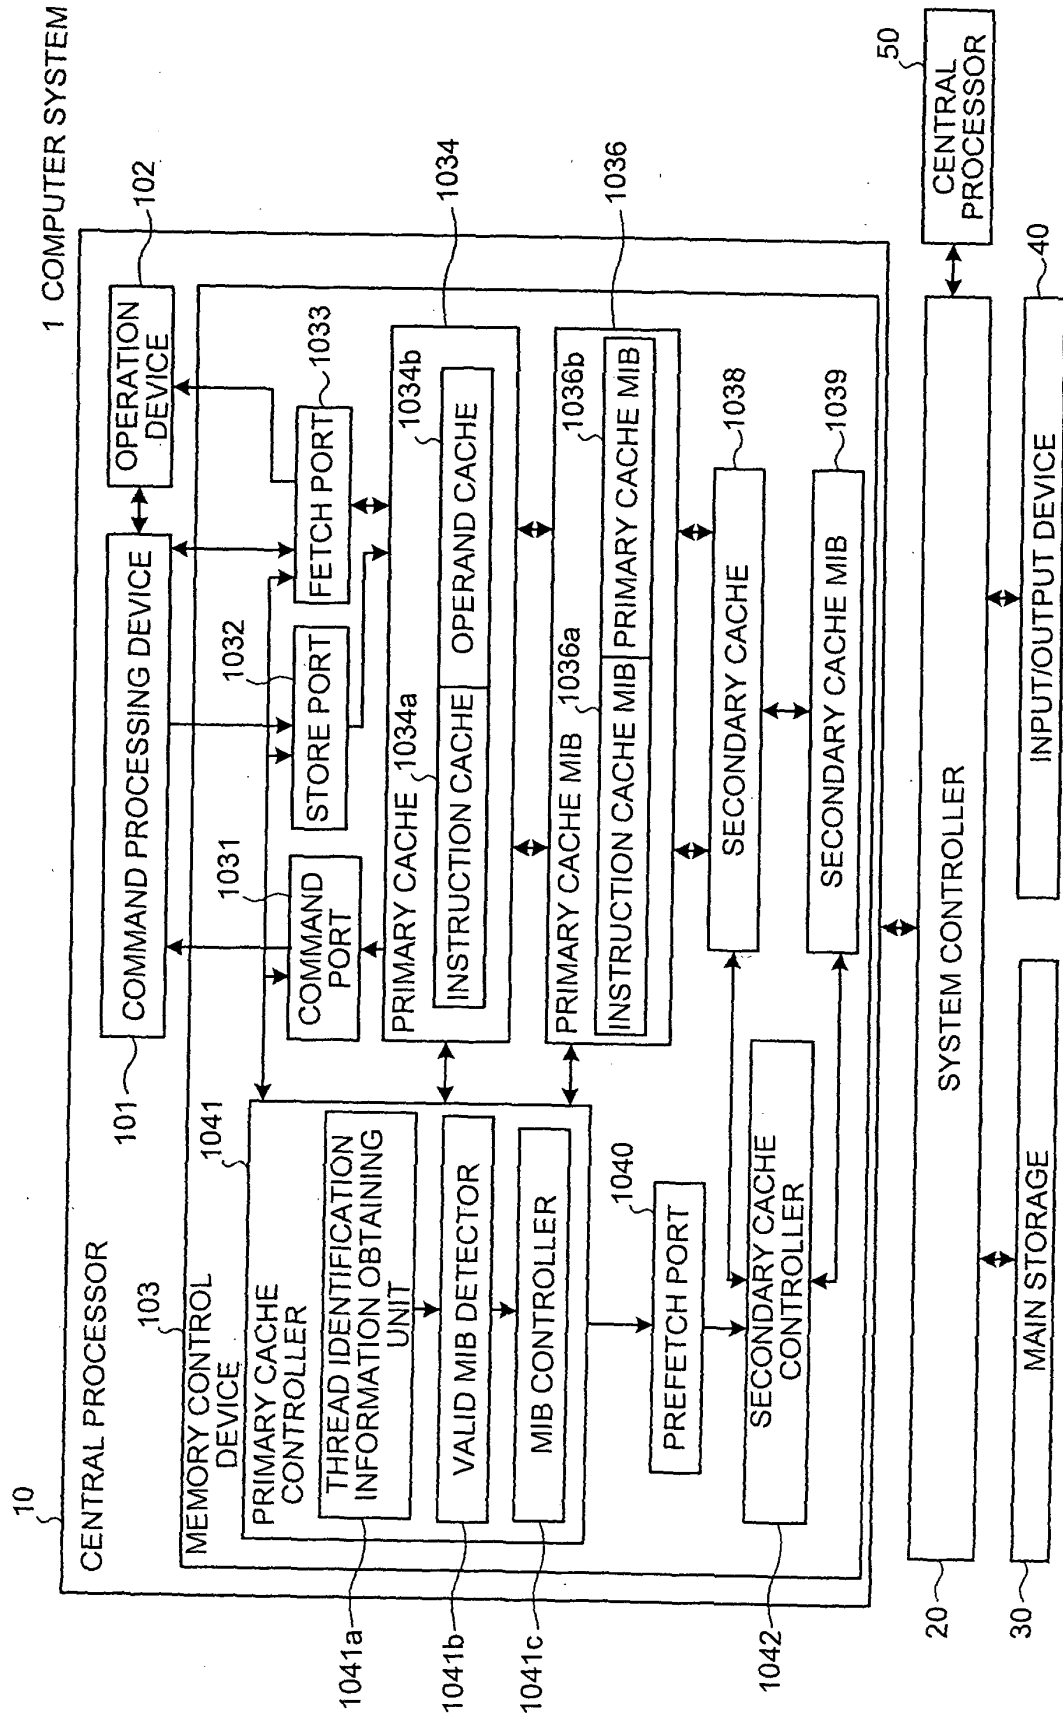 1 COMPUTER SYSTEM
10
CENTRAL PROCESSOR
101
COMMAND PROCESSING DEVICE
OPERATION
DEVICE
102
103
MEMORY CONTROL
DEVICE
1041
PRIMARY CACHE
CONTROLLER
1041a
THREAD IDENTIFICATION
INFORMATION OBTAINING
UNIT
1041b
VALID MIB DETECTOR
1041c
MIB CONTROLLER
1031
COMMAND
PORT
1032
STORE PORT
1033
FETCH PORT
1034
PRIMARY CACHE
1034a
INSTRUCTION CACHE
1034b
OPERAND CACHE
1036
PRIMARY CACHE MIB
1036a
INSTRUCTION CACHE MIB
1036b
PRIMARY CACHE MIB
1040
PREFETCH PORT
1038
SECONDARY CACHE
1042
SECONDARY CACHE
CONTROLLER
1039
SECONDARY CACHE MIB
50
CENTRAL
PROCESSOR
20
SYSTEM CONTROLLER
30
MAIN STORAGE
40
INPUT/OUTPUT DEVICE